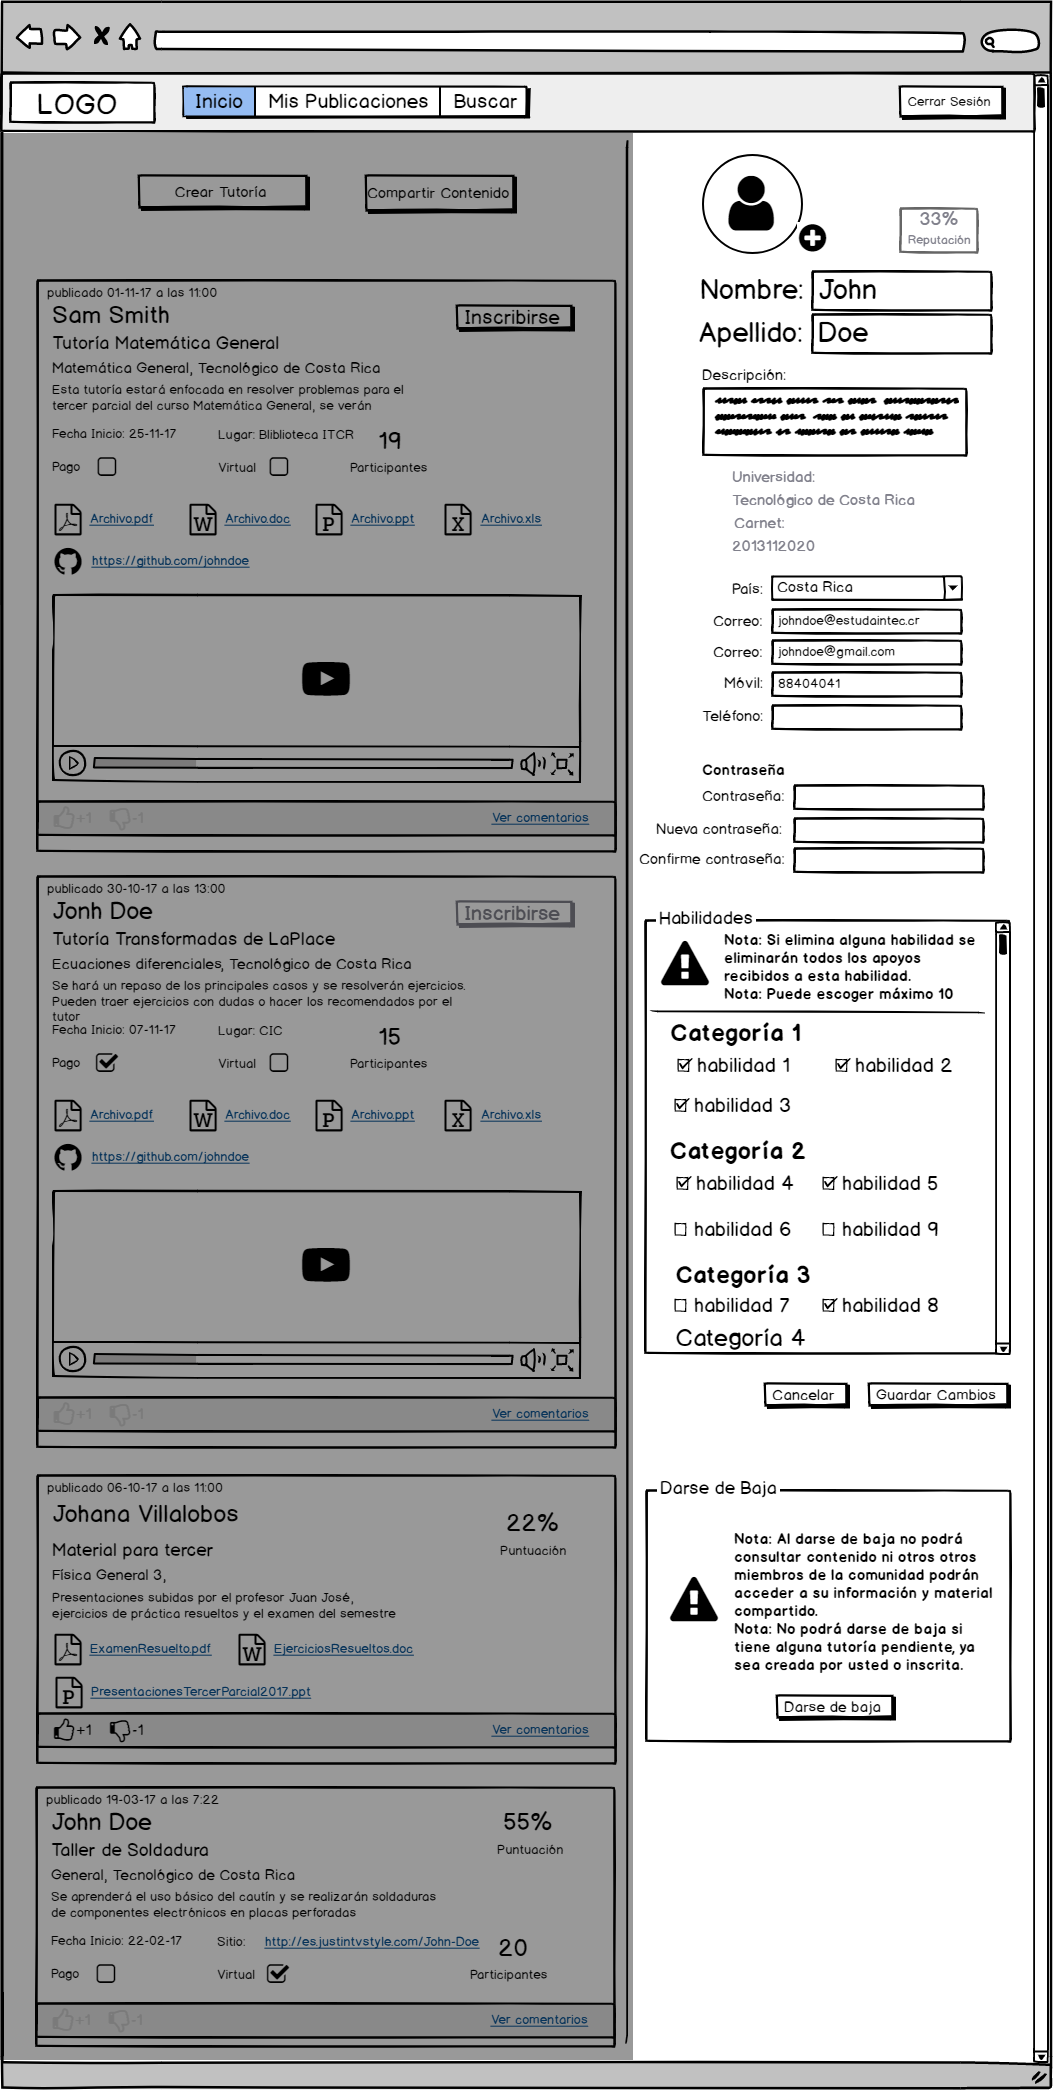 LOGO
Inicio
Mis Publicaciones
Buscar
Cerrar Sesión
Crear Tutoría
Compartir Contenido
publicado 01-11-17 a las 11:00
Sam Smith
Inscribirse
Tutoría Matemática General
Matemática General, Tecnológico de Costa Rica
Esta tutoría estará enfocada en resolver problemas para el
tercer parcial del curso Matemática General, se verán
Fecha Inicio: 25-11-17
Lugar: Bliblioteca ITCR
19
Pago
Virtual
Participantes
Archivo.pdf
Archivo.doc
Archivo.ppt
Archivo.xls
https://github.com/johndoe
+1
-1
Ver comentarios
publicado 30-10-17 a las 13:00
Jonh Doe
Inscribirse
Tutoría Transformadas de LaPlace
Ecuaciones diferenciales, Tecnológico de Costa Rica
Se hará un repaso de los principales casos y se resolverán ejercicios.
Pueden traer ejercicios con dudas o hacer los recomendados por el
tutor
Fecha Inicio: 07-11-17
Lugar: CIC
15
Pago
Virtual
Participantes
Archivo.pdf
Archivo.doc
Archivo.ppt
Archivo.xls
https://github.com/johndoe
+1
-1
Ver comentarios
publicado 06-10-17 a las 11:00
Johana Villalobos
22%
Puntuación
Material para tercer
Física General 3,
Presentaciones subidas por el profesor Juan José,
ejercicios de práctica resueltos y el examen del semestre
ExamenResuelto.pdf
EjerciciosResueltos.doc
PresentacionesTercerParcial2017.ppt
+1
-1
Ver comentarios
publicado 19-03-17 a las 7:22
John Doe
55%
Puntuación
Taller de Soldadura
General, Tecnológico de Costa Rica
Se aprenderá el uso básico del cautín y se realizarán soldaduras
de componentes electrónicos en placas perforadas
Fecha Inicio: 22-02-17
Sitio:
http://es.justintvstyle.com/John-Doe
20
Pago
Virtual
Participantes
+1
-1
Ver comentarios
33%
Reputación
Nombre: John
Apellido: Doe
Descripción:
Universidad:
Tecnológico de Costa Rica
Carnet:
2013112020
País: Costa Rica
Correo: johndoe@estudaintec.cr
Correo: johndoe@gmail.com
Móvil: 88404041
Teléfono:
Contraseña
Contraseña:
Nueva contraseña:
Confirme contraseña:
Habilidades
Nota: Si elimina alguna habilidad se
eliminarán todos los apoyos
recibidos a esta habilidad.
Nota: Puede escoger máximo 10
Categoría 1
habilidad 1
habilidad 2
habilidad 3
Categoría 2
habilidad 4
habilidad 5
habilidad 6
habilidad 9
Categoría 3
habilidad 7
habilidad 8
Categoría 4
Cancelar
Guardar Cambios
Darse de Baja
Nota: Al darse de baja no podrá
consultar contenido ni otros otros
miembros de la comunidad podrán
acceder a su información y material
compartido.
Nota: No podrá darse de baja si
tiene alguna tutoría pendiente, ya
sea creada por usted o inscrita.
Darse de baja